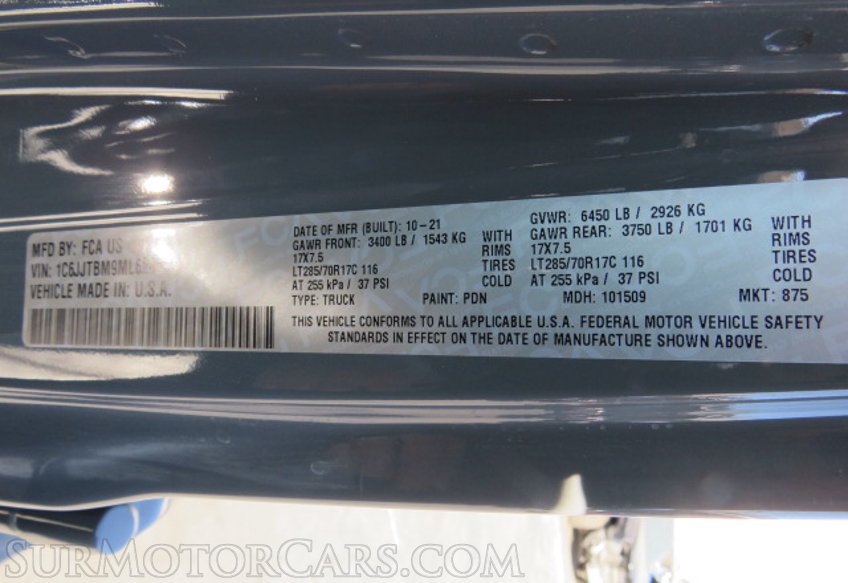 MFD BY: FCA US
VIN: 1C6JJTBM9ML6
VEHICLE MADE IN: U.S.A.
DATE OF MFR (BUILT): 10-21
GAWR FRONT: 3400 LB / 1543 KG WITH
17X7.5 RIMS
LT285/70R17C 116 TIRES
AT 255 kPa / 37 PSI COLD
GVWR: 6450 LB / 2926 KG
GAWR REAR: 3750 LB / 1701 KG WITH
17X7.5 RIMS
LT285/70R17C 116 TIRES
AT 255 kPa / 37 PSI COLD
TYPE: TRUCK PAINT: PDN MDH: 101509 MKT: 875
THIS VEHICLE CONFORMS TO ALL APPLICABLE U.S.A. FEDERAL MOTOR VEHICLE SAFETY
STANDARDS IN EFFECT ON THE DATE OF MANUFACTURE SHOWN ABOVE.
SURMOTORCARS.COM